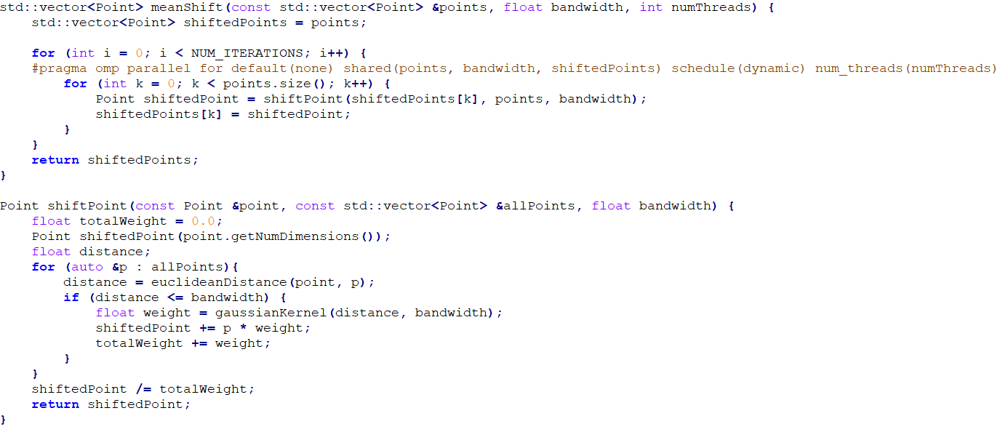 std::vector<Point> meanShift(const std::vector<Point> &points, float bandwidth, int numThreads) {
    std::vector<Point> shiftedPoints = points;

    for (int i = 0; i < NUM_ITERATIONS; i++) {
    #pragma omp parallel for default(none) shared(points, bandwidth, shiftedPoints) schedule(dynamic) num_threads(numThreads)
        for (int k = 0; k < points.size(); k++) {
            Point shiftedPoint = shiftPoint(shiftedPoints[k], points, bandwidth);
            shiftedPoints[k] = shiftedPoint;
        }
    }
    return shiftedPoints;
}

Point shiftPoint(const Point &point, const std::vector<Point> &allPoints, float bandwidth) {
    float totalWeight = 0.0;
    Point shiftedPoint(point.getNumDimensions());
    float distance;
    for (auto &p : allPoints){
        distance = euclideanDistance(point, p);
        if (distance <= bandwidth) {
            float weight = gaussianKernel(distance, bandwidth);
            shiftedPoint += p * weight;
            totalWeight += weight;
        }
    }
    shiftedPoint /= totalWeight;
    return shiftedPoint;
}